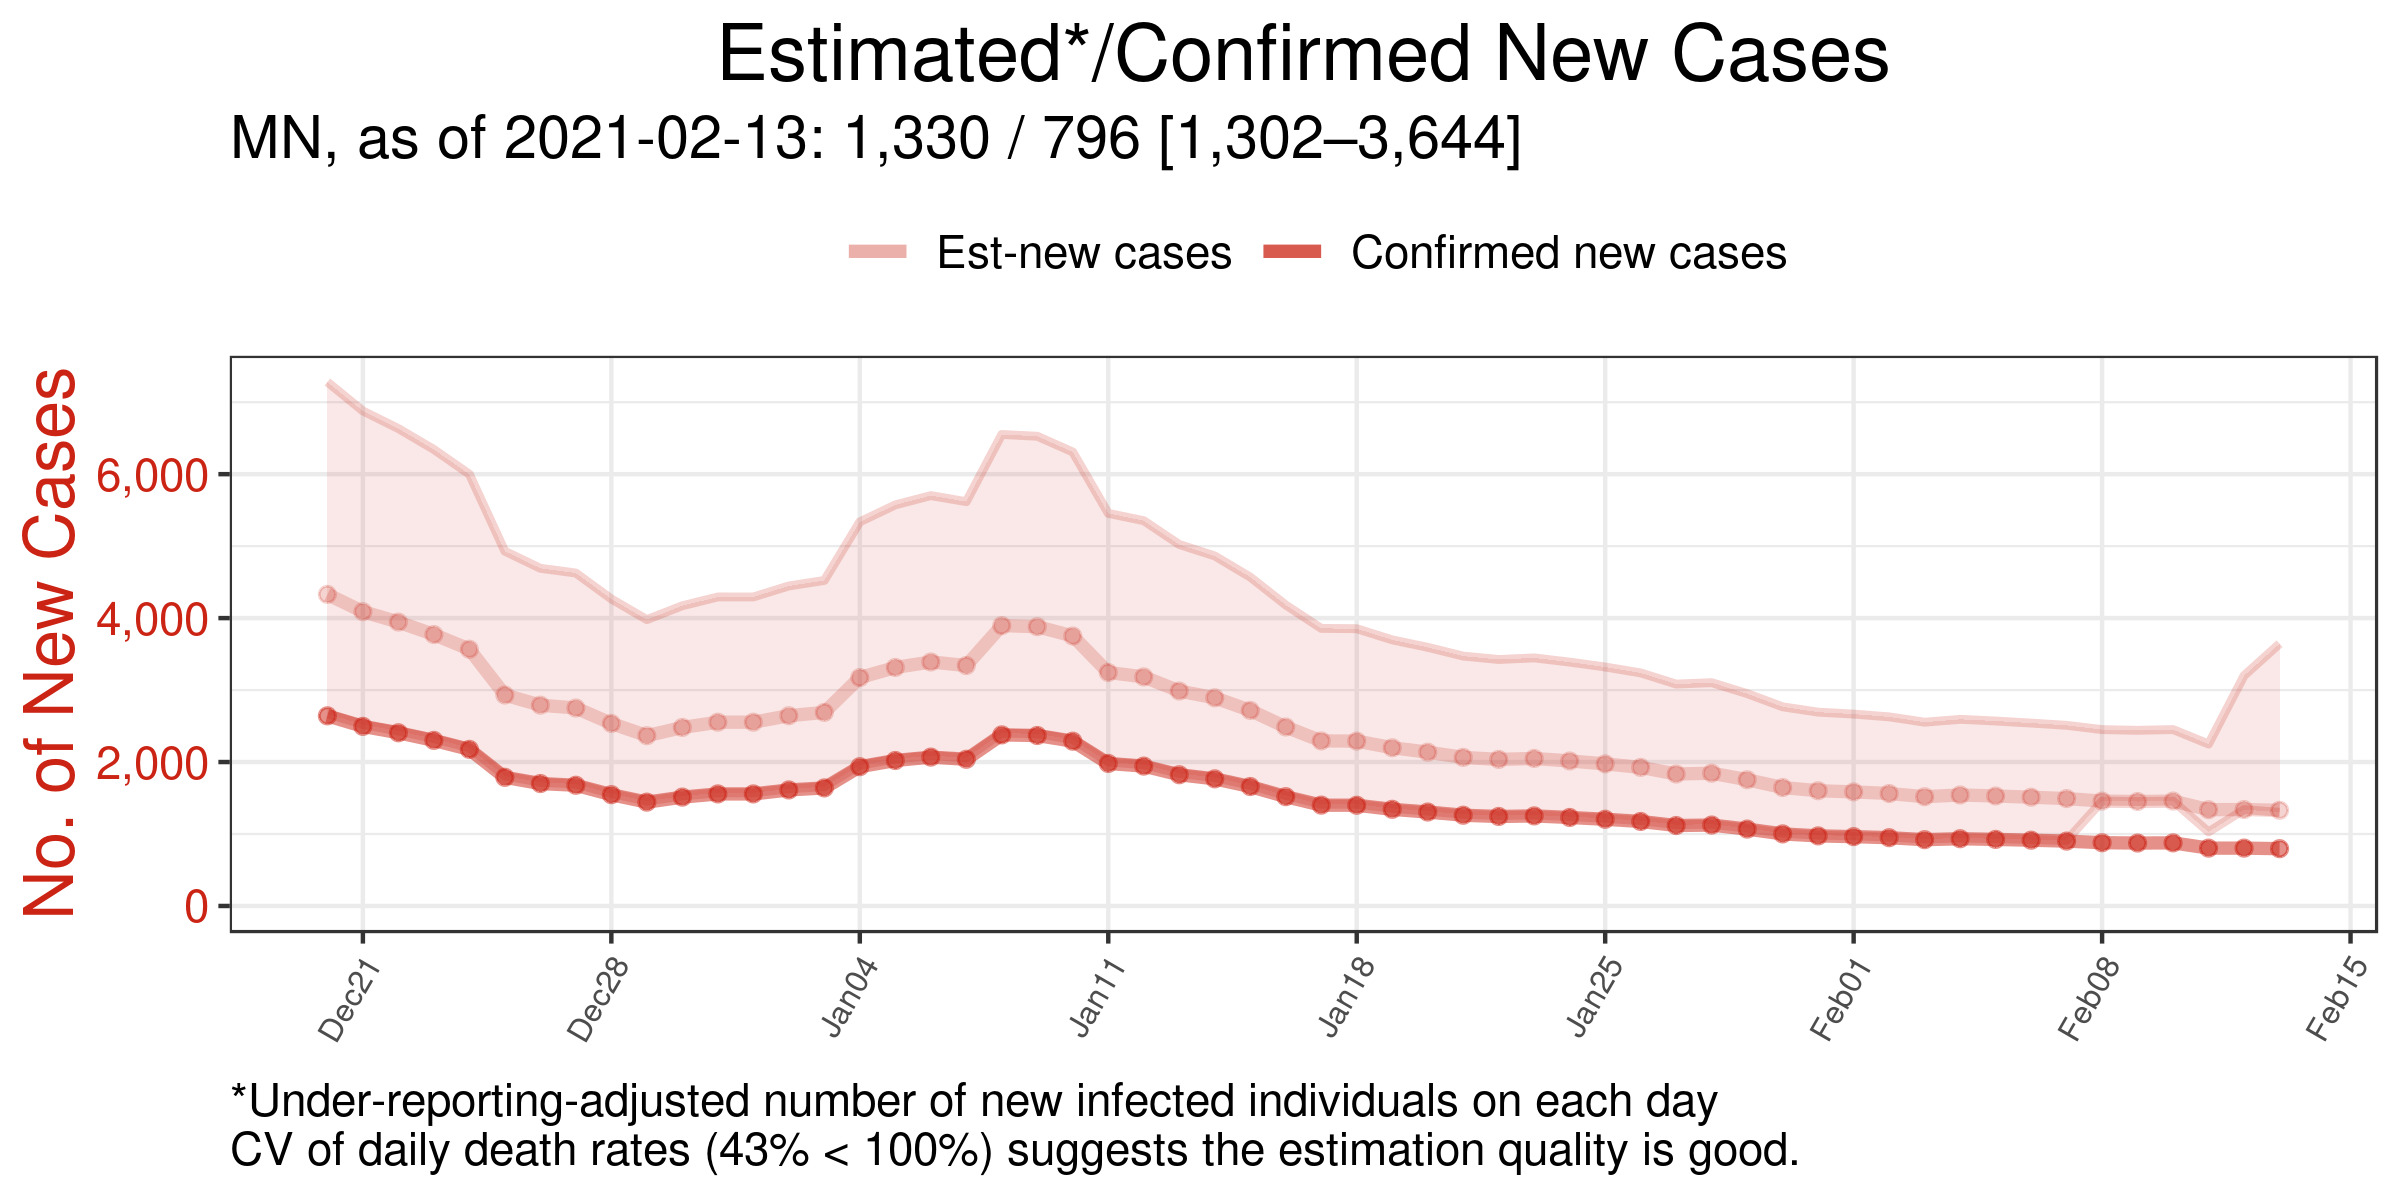 Estimated*/Confirmed New Cases
MN, as of 2021-02-13: 1,330 / 796 [1,302–3,644]
Est-new cases
Confirmed new cases
No. of New Cases
6,000
4,000
2,000
0
Dec21
Dec28
Jan04
Jan11
Jan18
Jan25
Feb01
Feb08
Feb15
*Under-reporting-adjusted number of new infected individuals on each day
CV of daily death rates (43% < 100%) suggests the estimation quality is good.